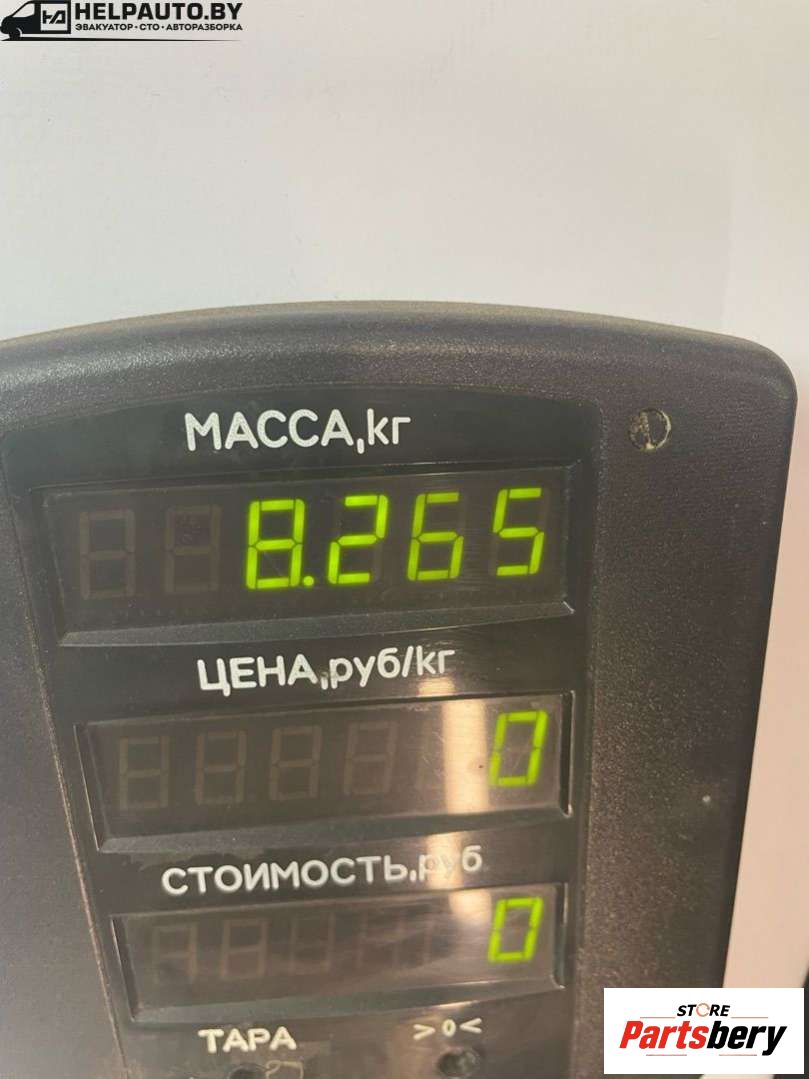 HELPAUTO.BY
ЭВАКУАТОР • СТО • АВТОРАЗБОРКА
МАССА,кг
8.265
ЦЕНА,руб/кг
0
СТОИМОСТЬ,руб
0
ТАРА >0<
STORE
Partsbery